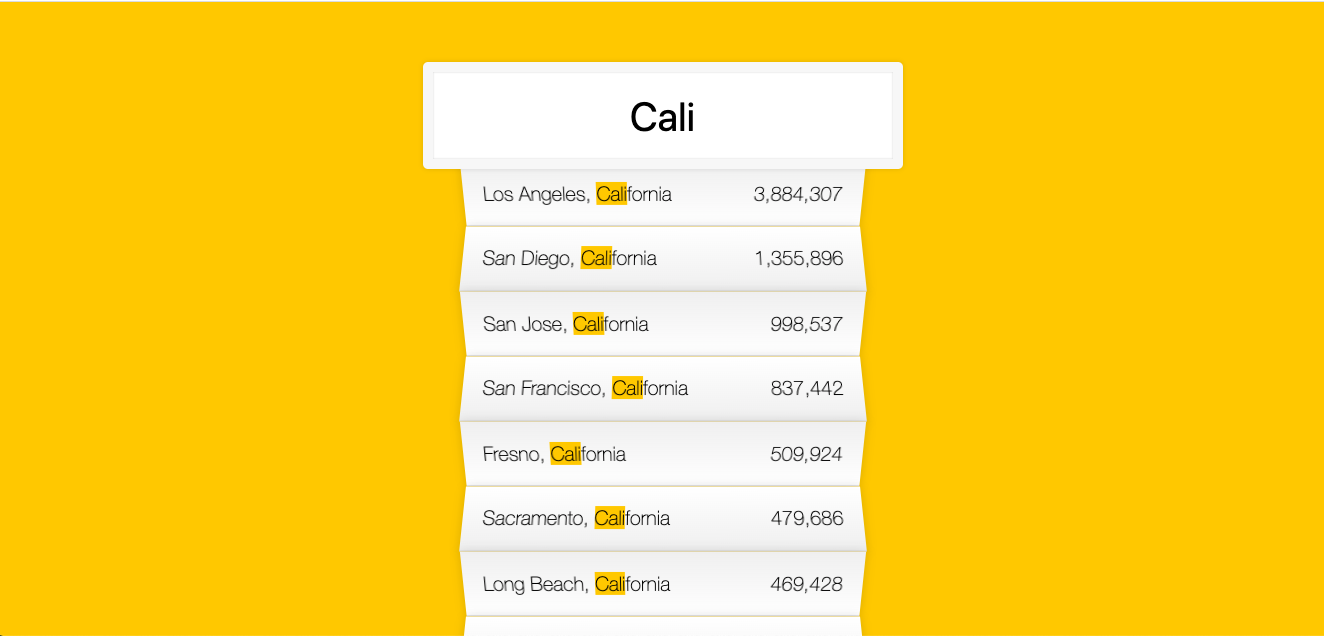 Cali
Los Angeles, California 3,884,307
San Diego, California 1,355,896
San Jose, California 998,537
San Francisco, California 837,442
Fresno, California 509,924
Sacramento, California 479,686
Long Beach, California 469,428